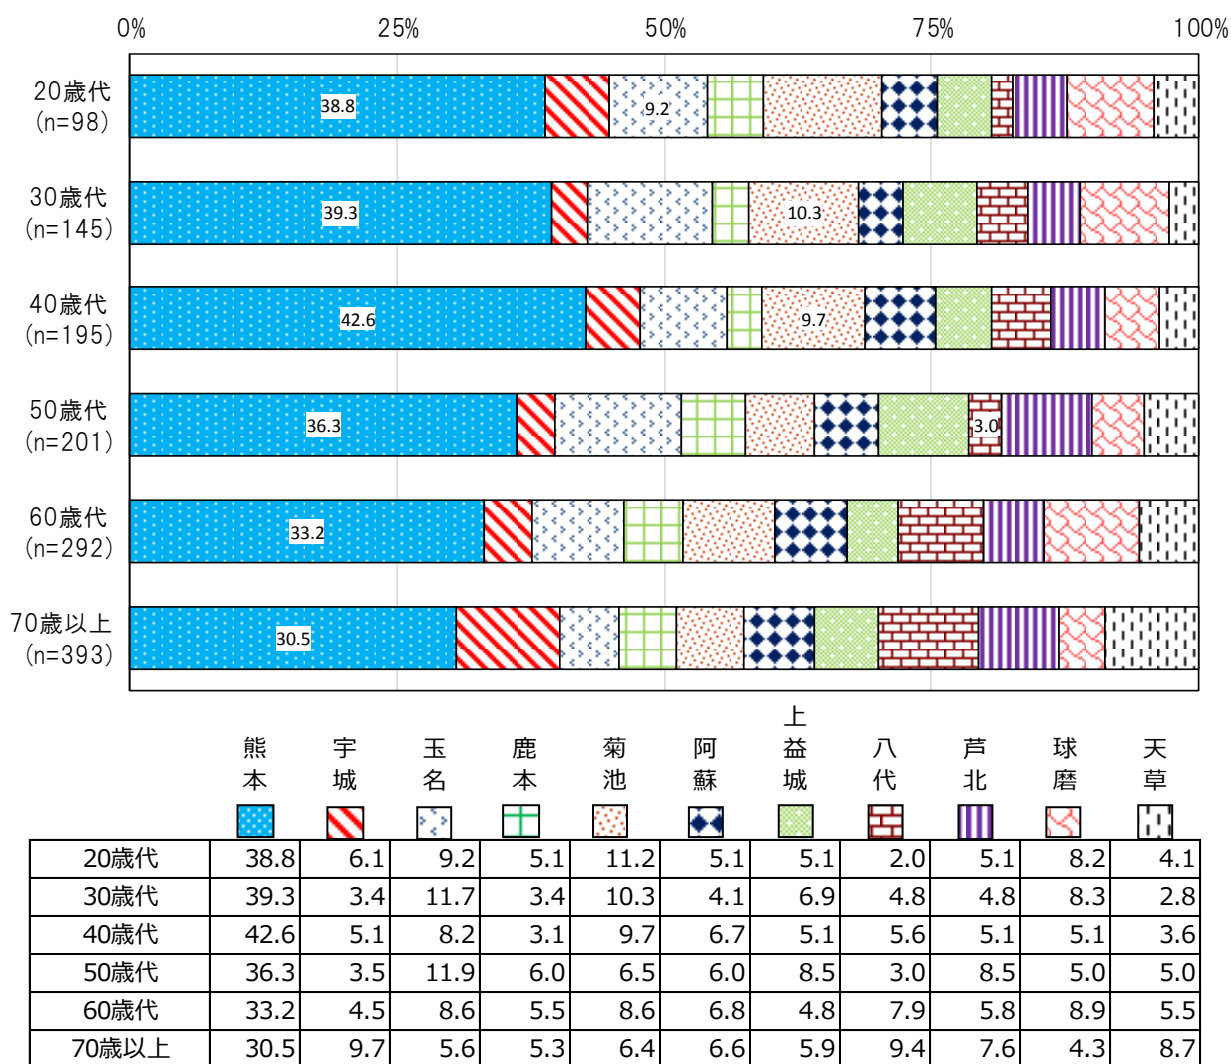 0% 25% 50% 75% 100%
20歳代
(n=98)
38.8 9.2
30歳代
(n=145)
39.3 10.3
40歳代
(n=195)
42.6 9.7
50歳代
(n=201)
36.3 3.0
60歳代
(n=292)
33.2
70歳以上
(n=393)
30.5
熊本 宇城 玉名 鹿本 菊池 阿蘇 上益城 八代 芦北 球磨 天草
20歳代 38.8 6.1 9.2 5.1 11.2 5.1 5.1 2.0 5.1 8.2 4.1
30歳代 39.3 3.4 11.7 3.4 10.3 4.1 6.9 4.8 4.8 8.3 2.8
40歳代 42.6 5.1 8.2 3.1 9.7 6.7 5.1 5.6 5.1 5.1 3.6
50歳代 36.3 3.5 11.9 6.0 6.5 6.0 8.5 3.0 8.5 5.0 5.0
60歳代 33.2 4.5 8.6 5.5 8.6 6.8 4.8 7.9 5.8 8.9 5.5
70歳以上 30.5 9.7 5.6 5.3 6.4 6.6 5.9 9.4 7.6 4.3 8.7